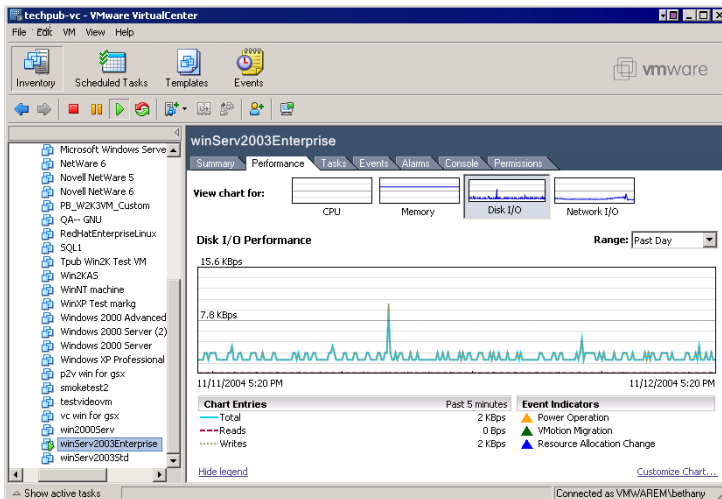 techpub-vc - VMware VirtualCenter
File Edit VM View Help
Inventory Scheduled Tasks Templates Events
vmware
winServ2003Enterprise
Summary Performance Tasks Events Alarms Console Permissions
Microsoft Windows Serve
NetWare 6
Novell NetWare 5
Novell NetWare 6
PB_W2K3VM_Custom
QA-- GNU
RedHatEnterpriseLinux
SQL1
Tpub Win2K Test VM
Win2KAS
WinNT machine
WinXP Test markg
Windows 2000 Advanced
Windows 2000 Server (2)
Windows 2000 Server
Windows XP Professional
p2v win for gsx
smoketest2
testvideovm
vc win for gsx
win2000Serv
winServ2003Enterprise
winServ2003Std
View chart for:
CPU Memory Disk I/O Network I/O
Disk I/O Performance Range: Past Day
15.6 KBps
7.8 KBps
11/11/2004 5:20 PM 11/12/2004 5:20 PM
Chart Entries Past 5 minutes Event Indicators
Total 2 KBps Power Operation
Reads 0 Bps VMotion Migration
Writes 2 KBps Resource Allocation Change
Hide legend Customize Chart...
Show active tasks Connected as VMWAREM\bethany